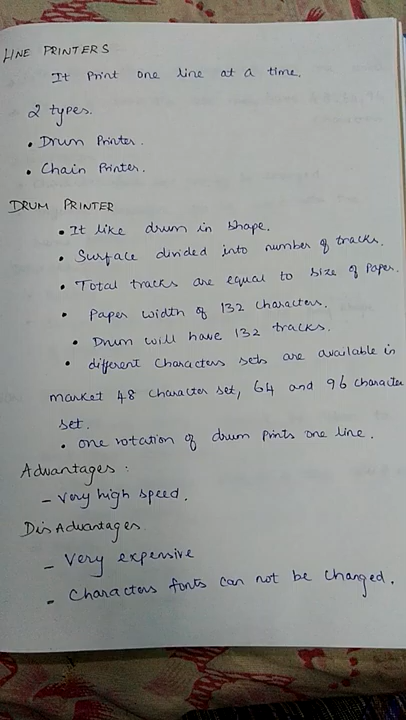 LINE PRINTERS
It Print one line at a time.
2 types.
• Drum Printer.
• Chain Printer.
DRUM PRINTER
• It like drum in shape.
• Surface divided into number of tracks.
• Total tracks are equal to size of Paper.
• Paper width of 132 characters.
• Drum will have 132 tracks.
• different Characters sets are available in
market 48 character set, 64 and 96 character
set.
• one rotation of drum prints one line.
Advantages :
- Very high speed.
DisAdvantages
- Very expensive
- Characters fonts can not be changed.